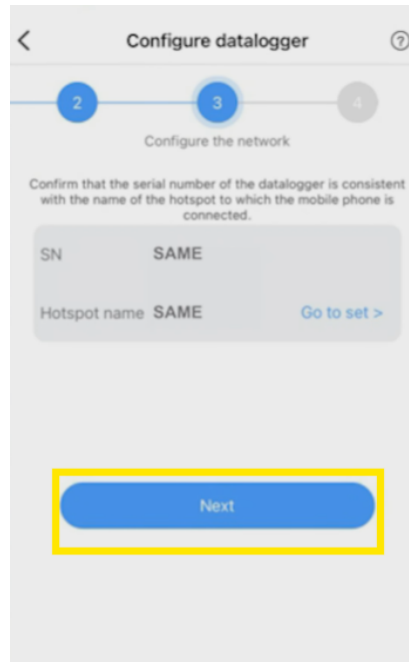 Configure datalogger
2 3 4
Configure the network
Confirm that the serial number of the datalogger is consistent
with the name of the hotspot to which the mobile phone is
connected.
SN SAME
Hotspot name SAME Go to set >
Next